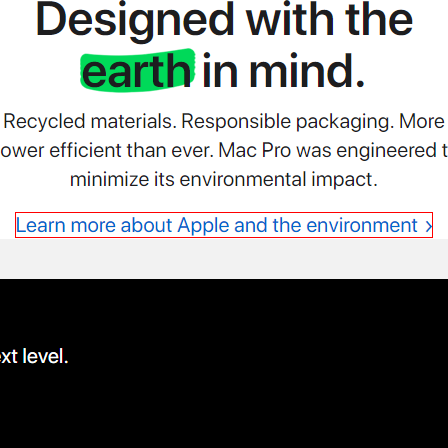 Designed with the
earth in mind.
Recycled materials. Responsible packaging. More
ower efficient than ever. Mac Pro was engineered t
minimize its environmental impact.
Learn more about Apple and the environment ›
xt level.